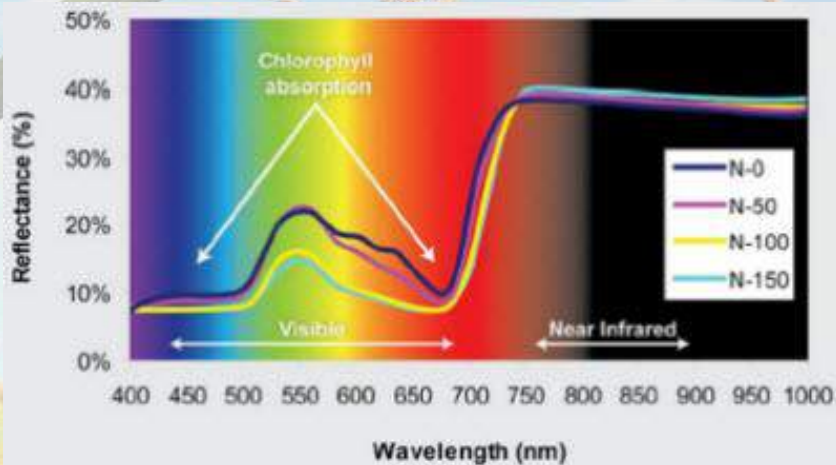 50%
40%
30%
20%
10%
0%
Reflectance (%)
Chlorophyll
absorption
N-0
N-50
N-100
N-150
Visible
Near Infrared
400 450 500 550 600 650 700 750 800 850 900 950 1000
Wavelength (nm)